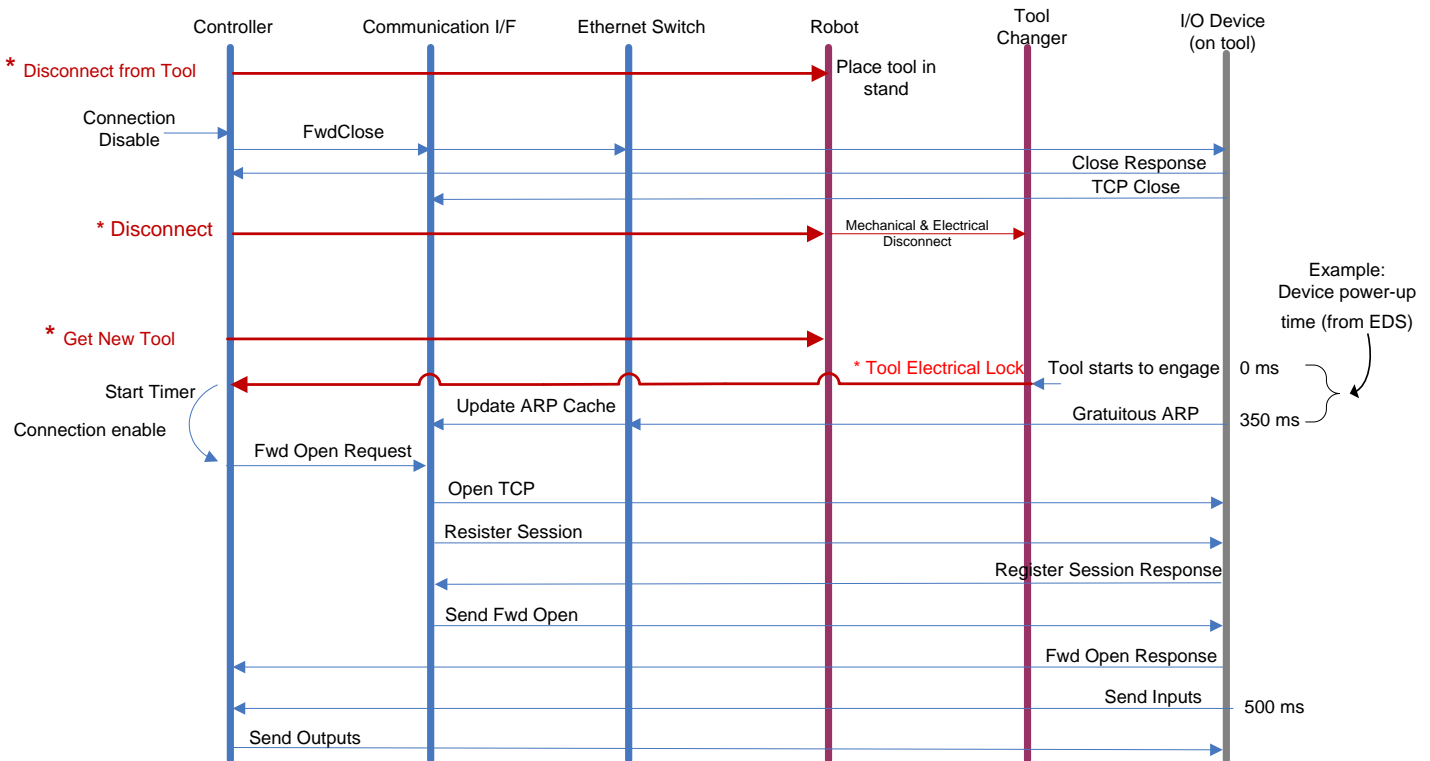 Controller
Communication I/F
Ethernet Switch
Robot
Tool
Changer
I/O Device
(on tool)
* Disconnect from Tool
Place tool in
stand
Connection
Disable
FwdClose
Close Response
TCP Close
* Disconnect
Mechanical & Electrical
Disconnect
Example:
Device power-up
time (from EDS)
* Get New Tool
* Tool Electrical Lock
Tool starts to engage
0 ms
Start Timer
Update ARP Cache
Gratuitous ARP
350 ms
Connection enable
Fwd Open Request
Open TCP
Resister Session
Register Session Response
Send Fwd Open
Fwd Open Response
Send Inputs
500 ms
Send Outputs